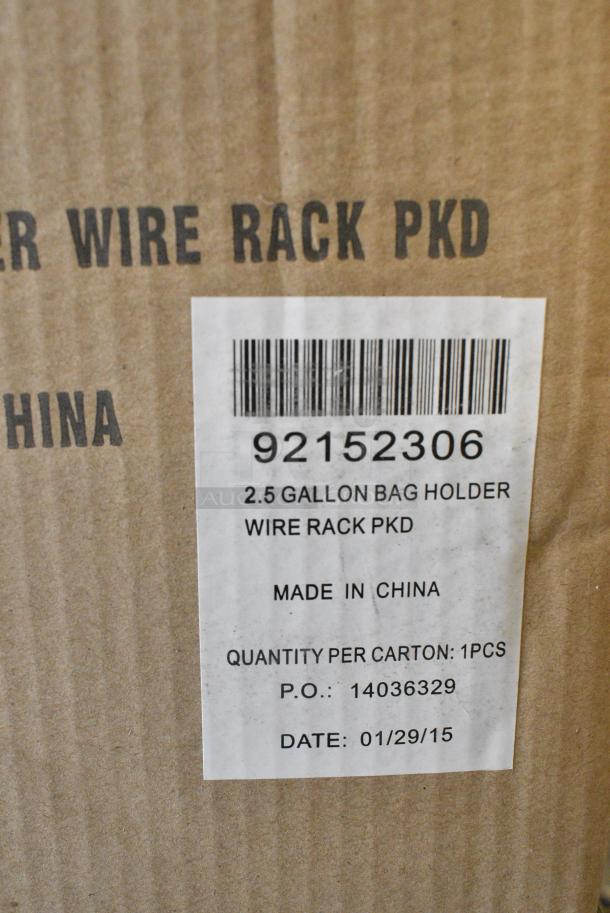 ER WIRE RACK PKD
HINA
92152306
2.5 GALLON BAG HOLDER
WIRE RACK PKD
MADE IN CHINA
QUANTITY PER CARTON: 1PCS
P.O.: 14036329
DATE: 01/29/15